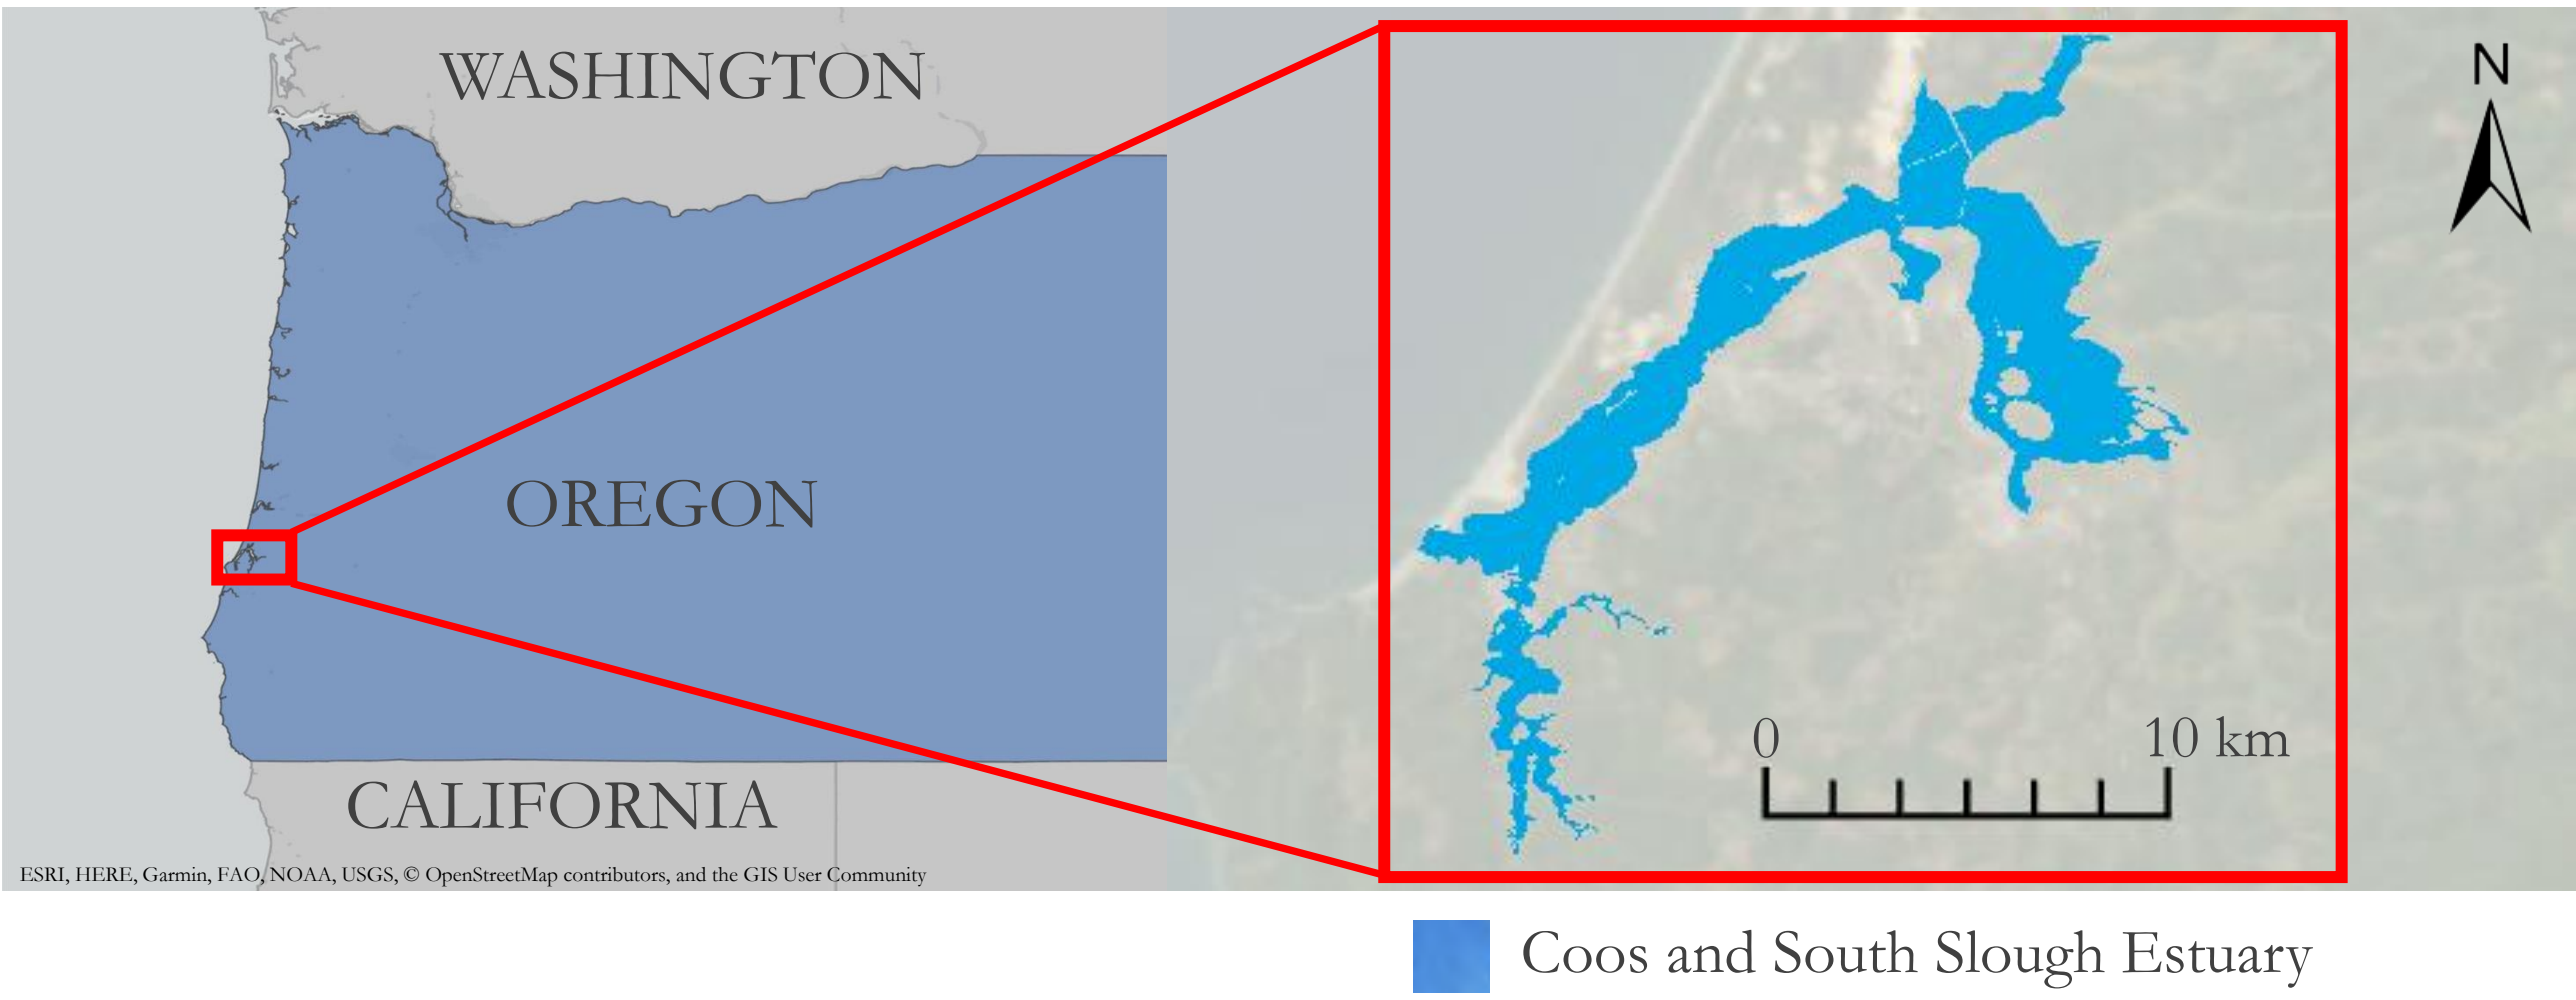 WASHINGTON
N
OREGON
0 10 km
CALIFORNIA
ESRI, HERE, Garmin, FAO, NOAA, USGS, © OpenStreetMap contributors, and the GIS User Community
Coos and South Slough Estuary